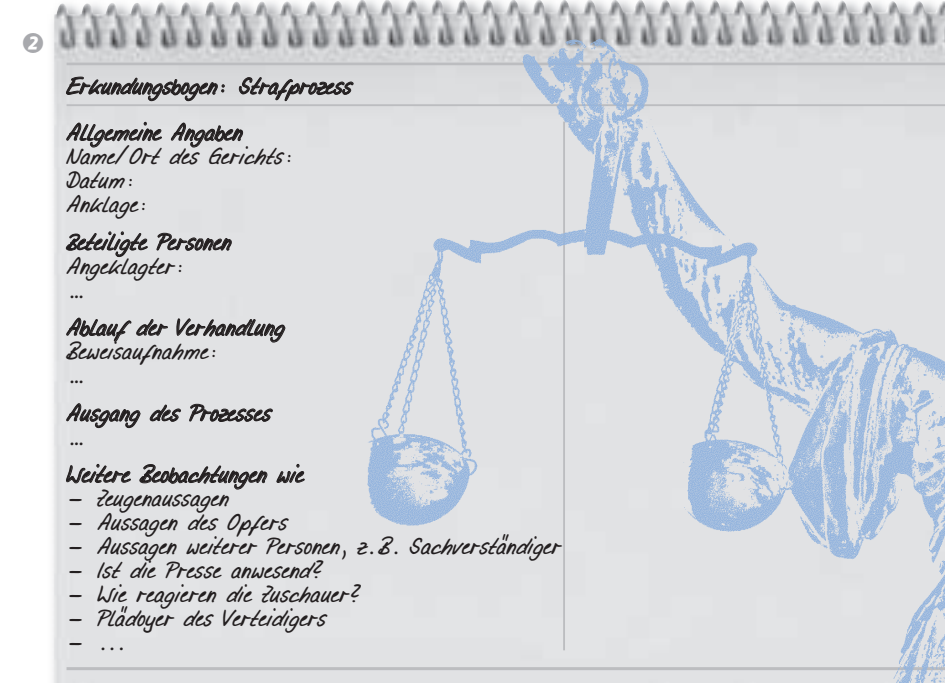 2
Erkundungsbogen: Strafprozess
Allgemeine Angaben
Name/Ort des Gerichts:
Datum:
Anklage:
Beteiligte Personen
Angeklagter:
...
Ablauf der Verhandlung
Beweisaufnahme:
...
Ausgang des Prozesses
...
Weitere Beobachtungen wie
– Zeugenaussagen
– Aussagen des Opfers
– Aussagen weiterer Personen, z.B. Sachverständiger
– Ist die Presse anwesend?
– Wie reagieren die Zuschauer?
– Plädoyer des Verteidigers
– ...